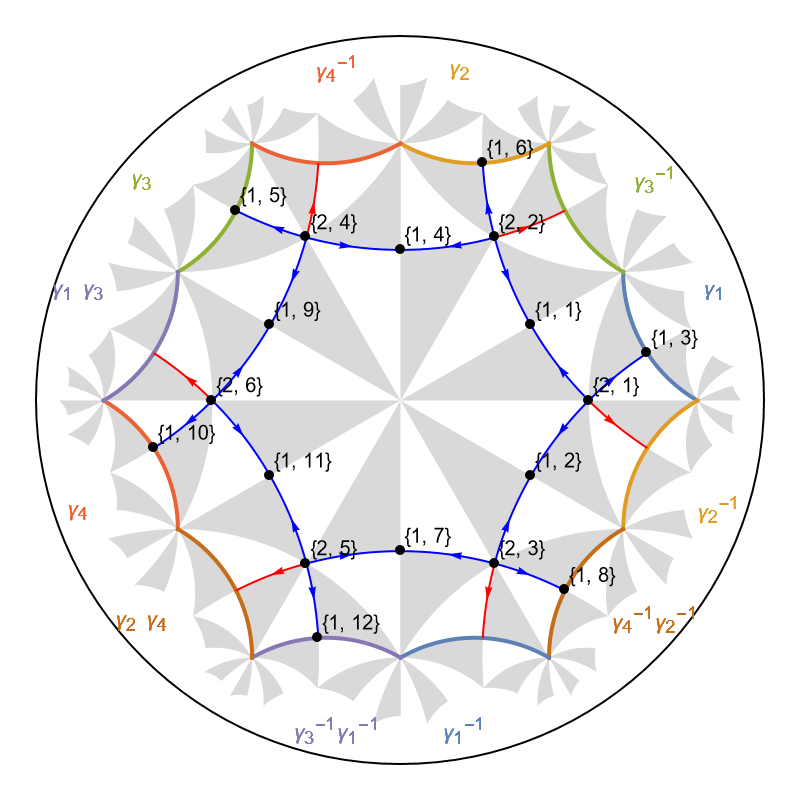 γ₄⁻¹ γ₂
γ₃ γ₃⁻¹
{1, 6}
{1, 5}
{2, 4} {1, 4} {2, 2}
γ₁ γ₃ γ₁
{1, 9} {1, 1}
{1, 3}
{2, 6} {2, 1}
{1, 10}
{1, 11} {1, 2}
γ₄ γ₂⁻¹
{2, 5} {1, 7} {2, 3}
{1, 8}
γ₂ γ₄ {1, 12} γ₄⁻¹γ₂⁻¹
γ₃⁻¹γ₁⁻¹ γ₁⁻¹